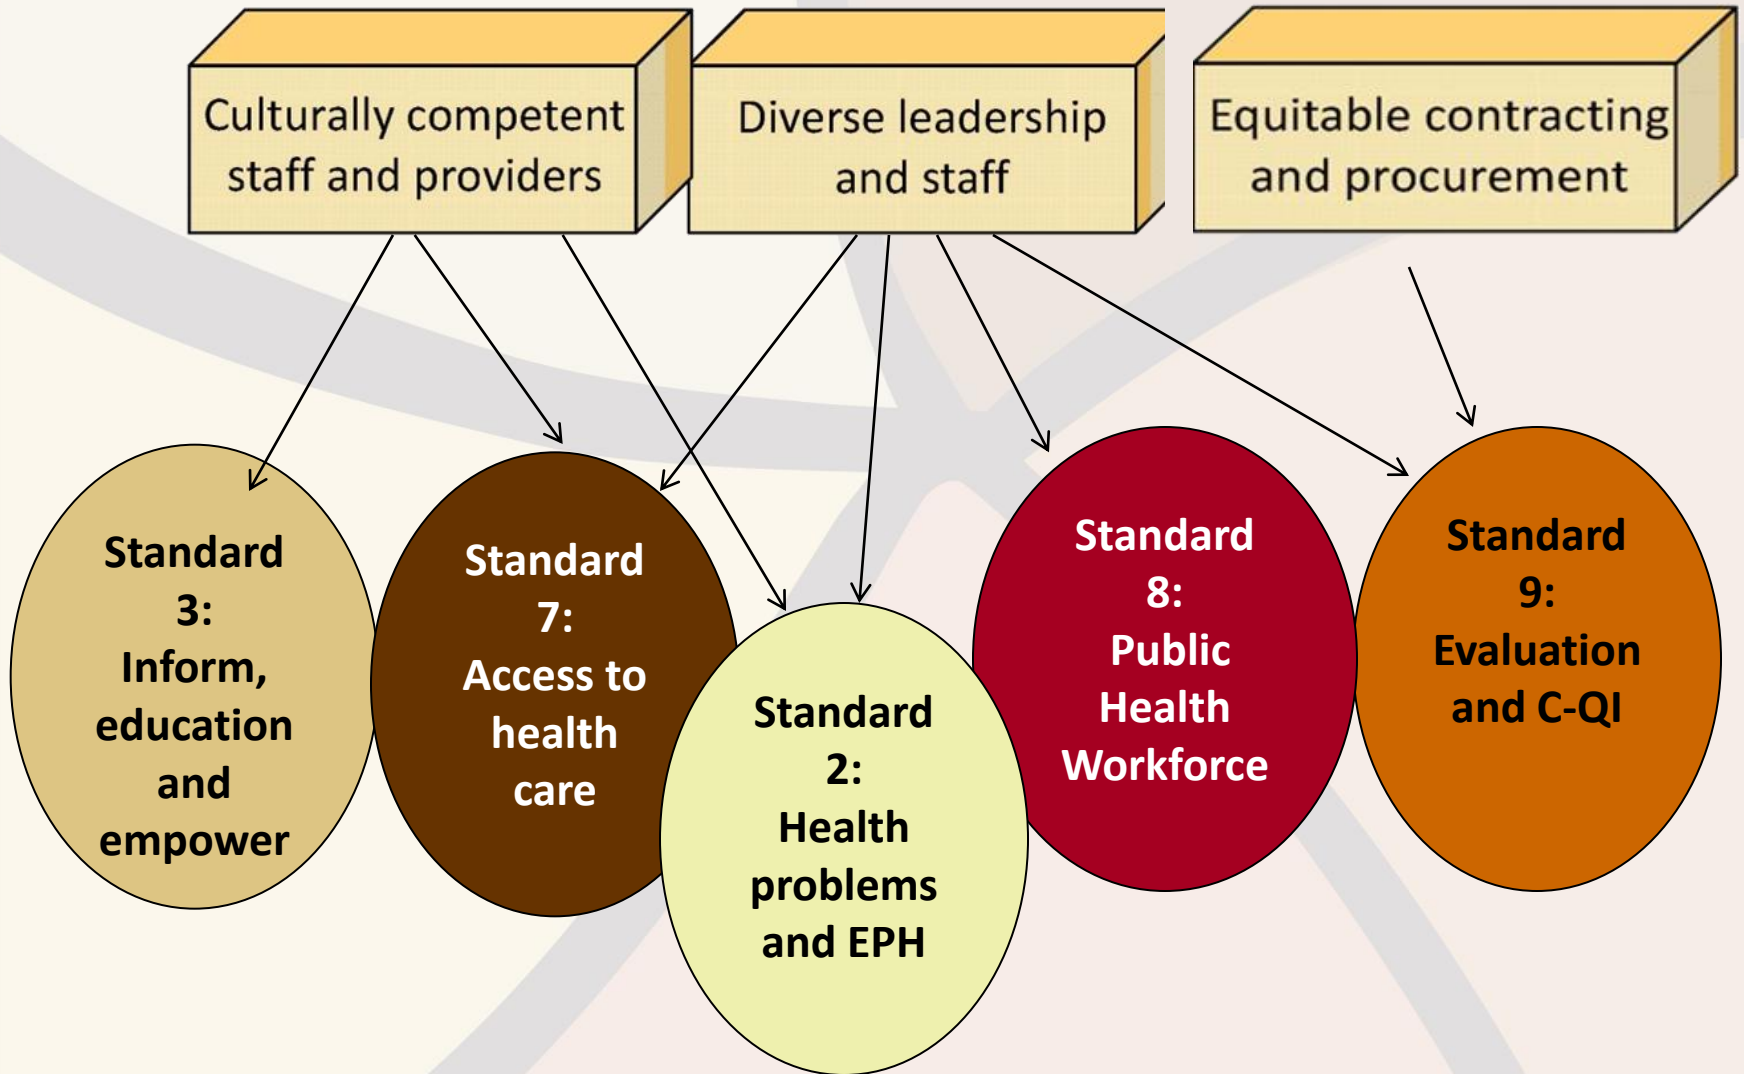 Culturally competent
staff and providers
Diverse leadership
and staff
Equitable contracting
and procurement
Standard
3:
Inform,
education
and
empower
Standard
7:
Access to
health
care
Standard
2:
Health
problems
and EPH
Standard
8:
Public
Health
Workforce
Standard
9:
Evaluation
and C-QI